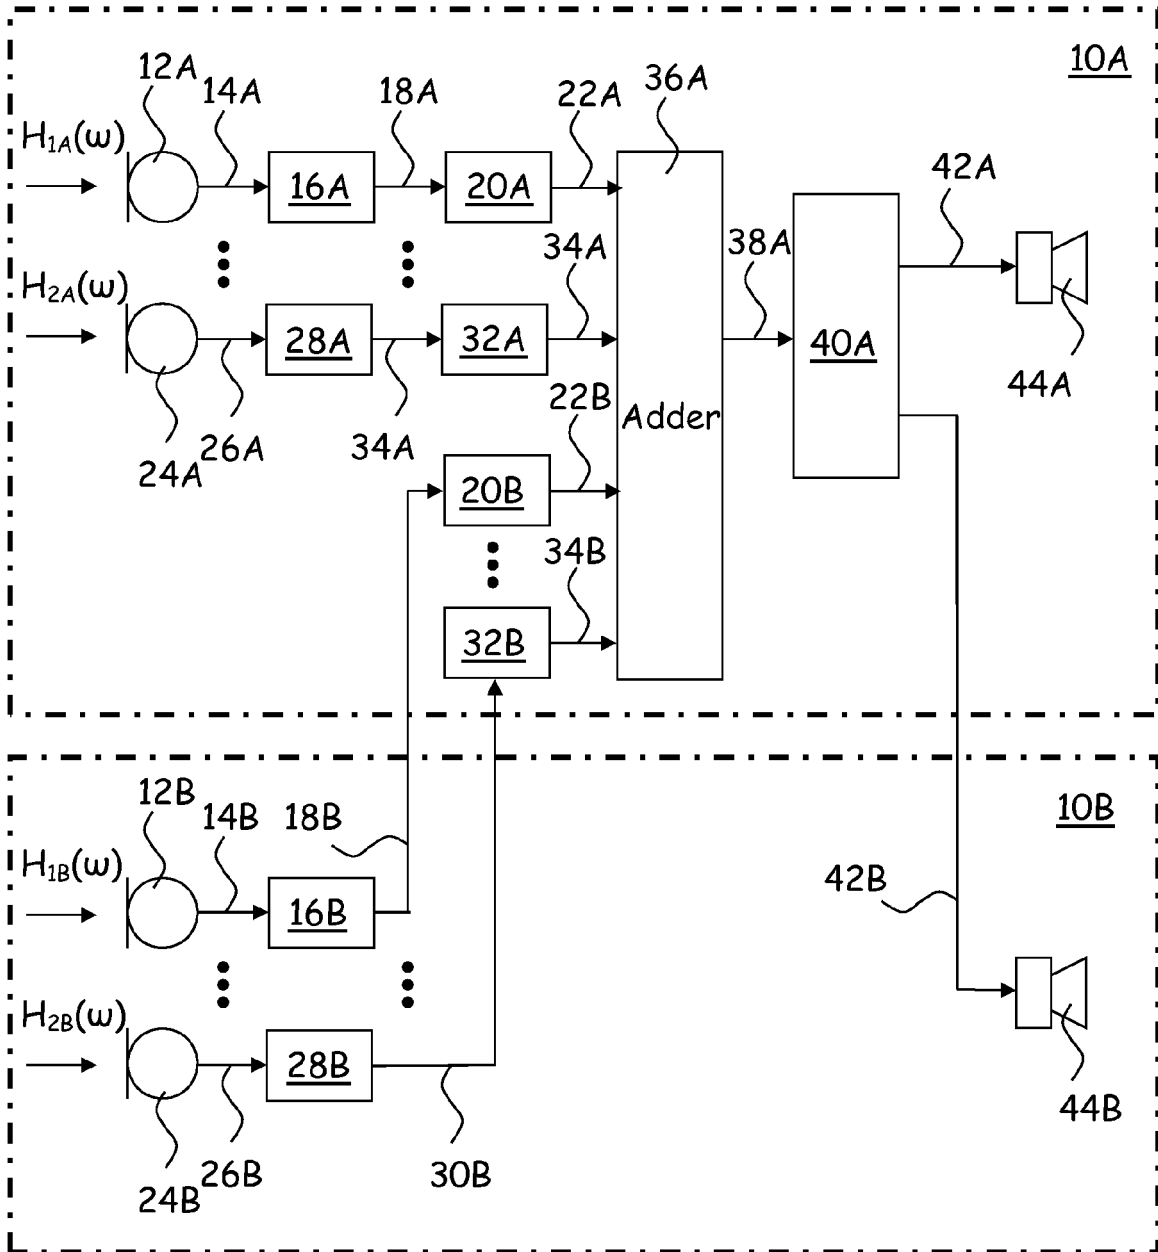 10A
12A
14A
18A
22A
36A
H1A(ω)
16A
20A
42A
H2A(ω)
34A
38A
28A
32A
40A
44A
22B
Adder
26A
34A
24A
20B
34B
32B
10B
12B
14B
18B
H1B(ω)
42B
16B
H2B(ω)
28B
44B
26B
30B
24B